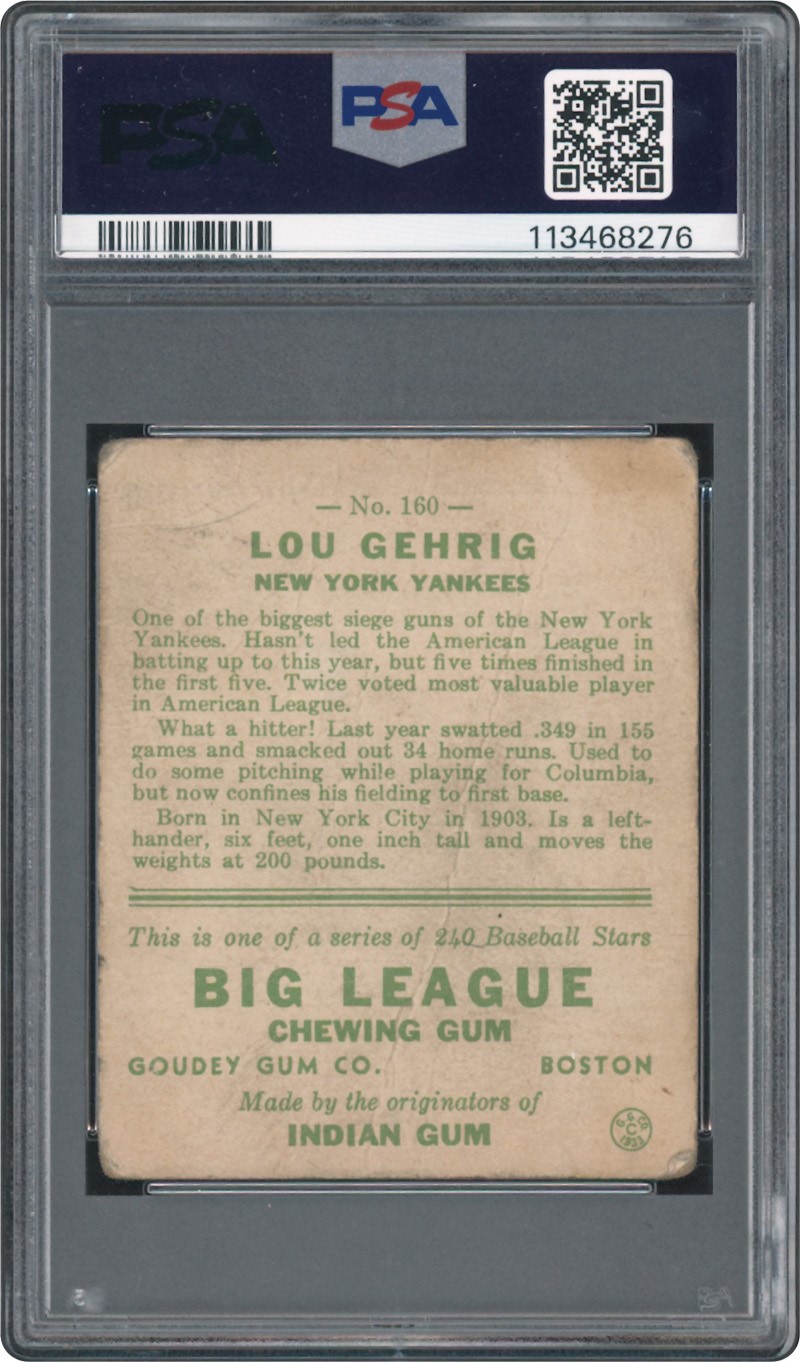 PSA
PSA
113468276
— No. 160 —
LOU GEHRIG
NEW YORK YANKEES
One of the biggest siege guns of the New York
Yankees. Hasn't led the American League in
batting up to this year, but five times finished in
the first five. Twice voted most valuable player
in American League.
What a hitter! Last year swatted .349 in 155
games and smacked out 34 home runs. Used to
do some pitching while playing for Columbia,
but now confines his fielding to first base.
Born in New York City in 1903. Is a left-
hander, six feet, one inch tall and moves the
weights at 200 pounds.
This is one of a series of 240 Baseball Stars
BIG LEAGUE
CHEWING GUM
GOUDEY GUM CO. BOSTON
Made by the originators of
INDIAN GUM
G. G. CO.
C
1933
PSA